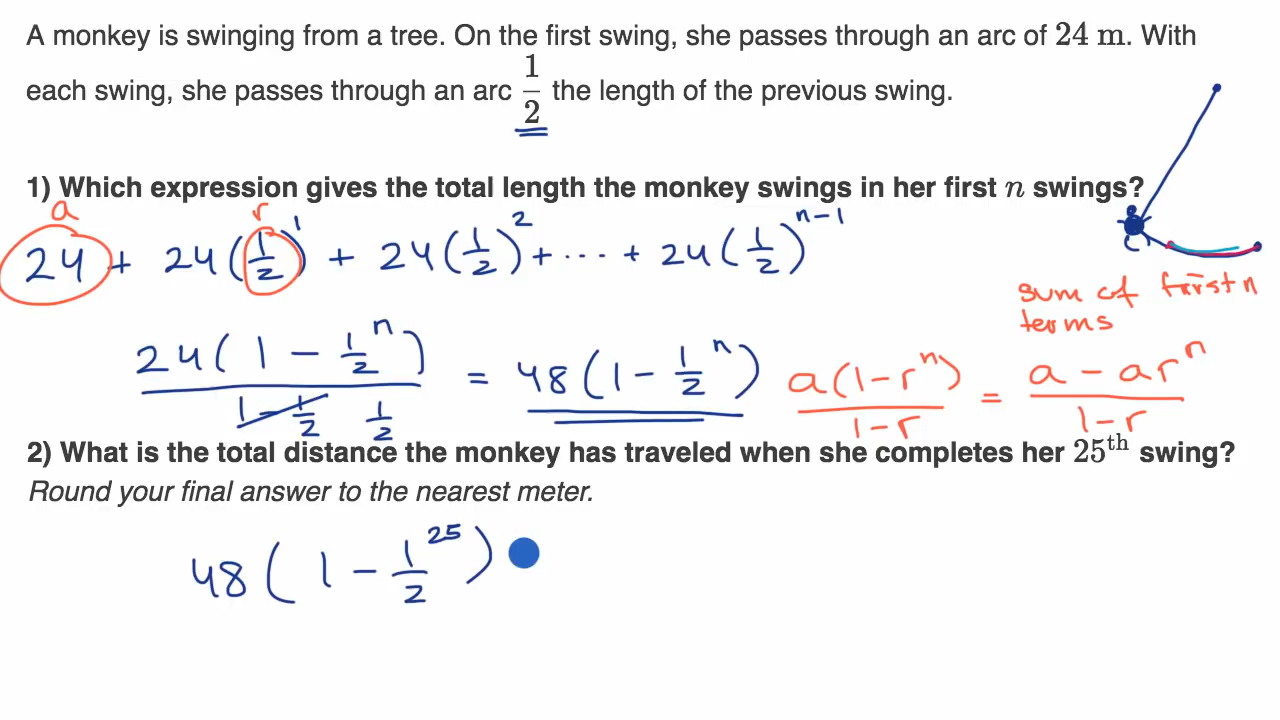 A monkey is swinging from a tree. On the first swing, she passes through an arc of 24 m. With
each swing, she passes through an arc 1/2 the length of the previous swing.
1) Which expression gives the total length the monkey swings in her first n swings?
a r
24 + 24(1/2)^1 + 24(1/2)^2 + ... + 24(1/2)^(n-1)
sum of first n
terms
24(1 - 1/2^n) / (1 - 1/2) 1/2 = 48(1 - 1/2^n) a(1-r^n)/(1-r) = (a - ar^n)/(1-r)
2) What is the total distance the monkey has traveled when she completes her 25th swing?
Round your final answer to the nearest meter.
48(1 - 1/2^25)